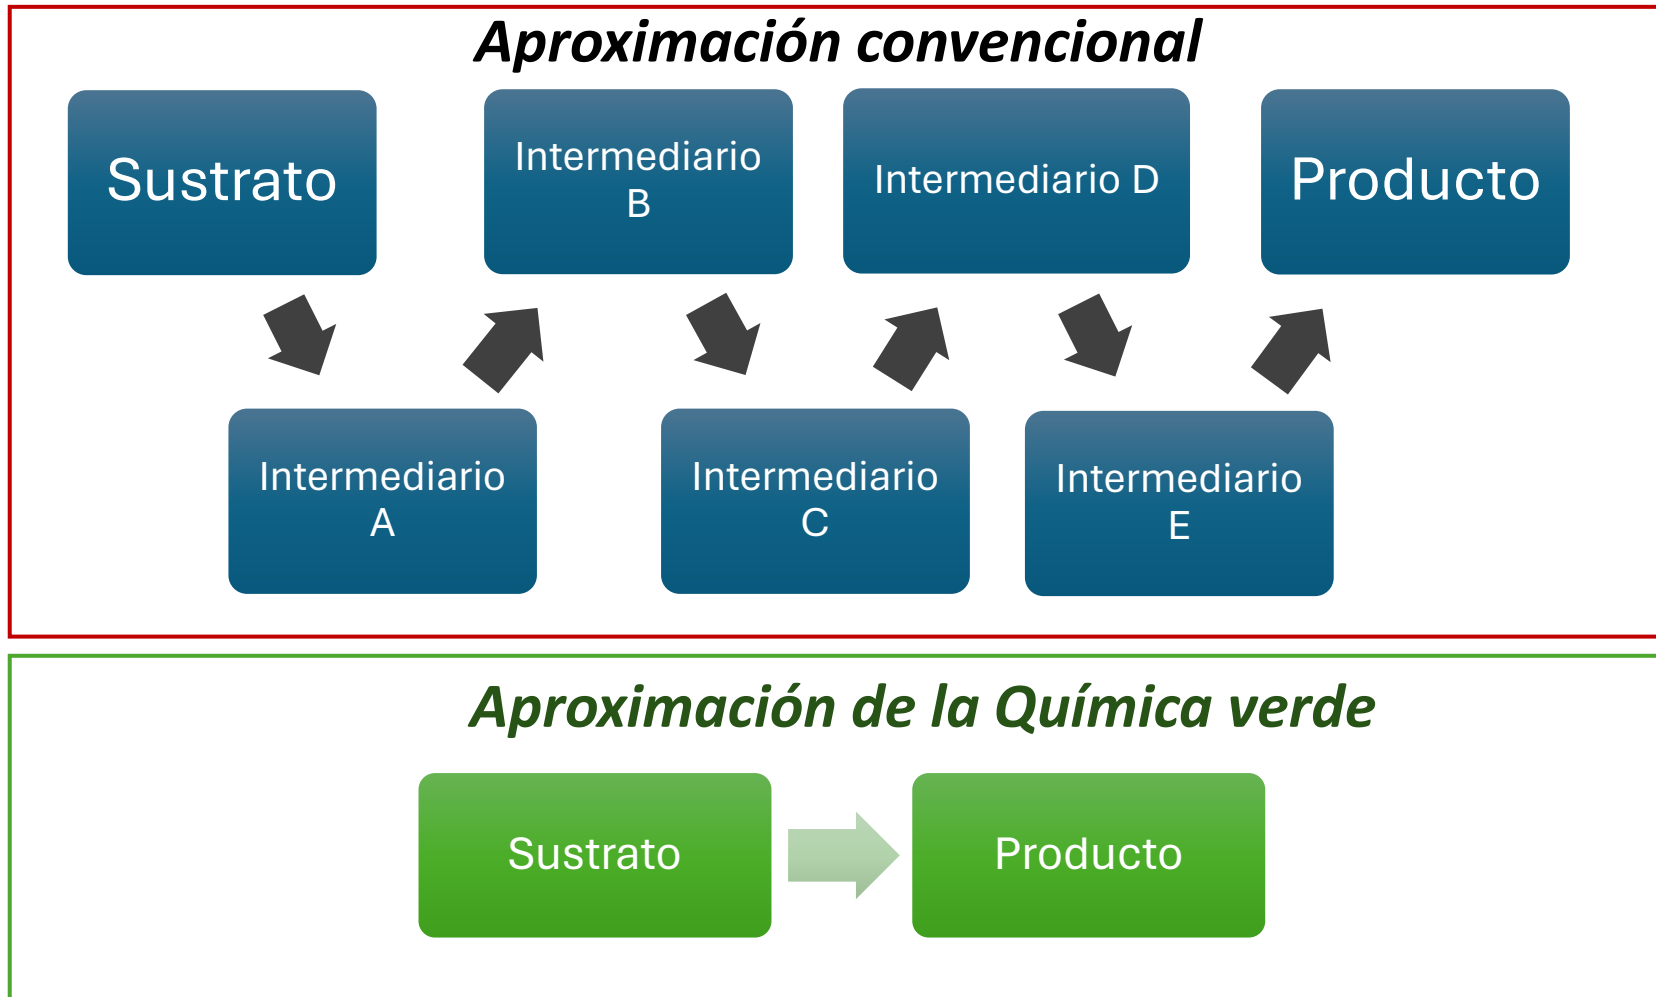 Aproximación convencional
Sustrato
Intermediario
A
Intermediario
B
Intermediario
C
Intermediario D
Intermediario
E
Producto
Aproximación de la Química verde
Sustrato
Producto